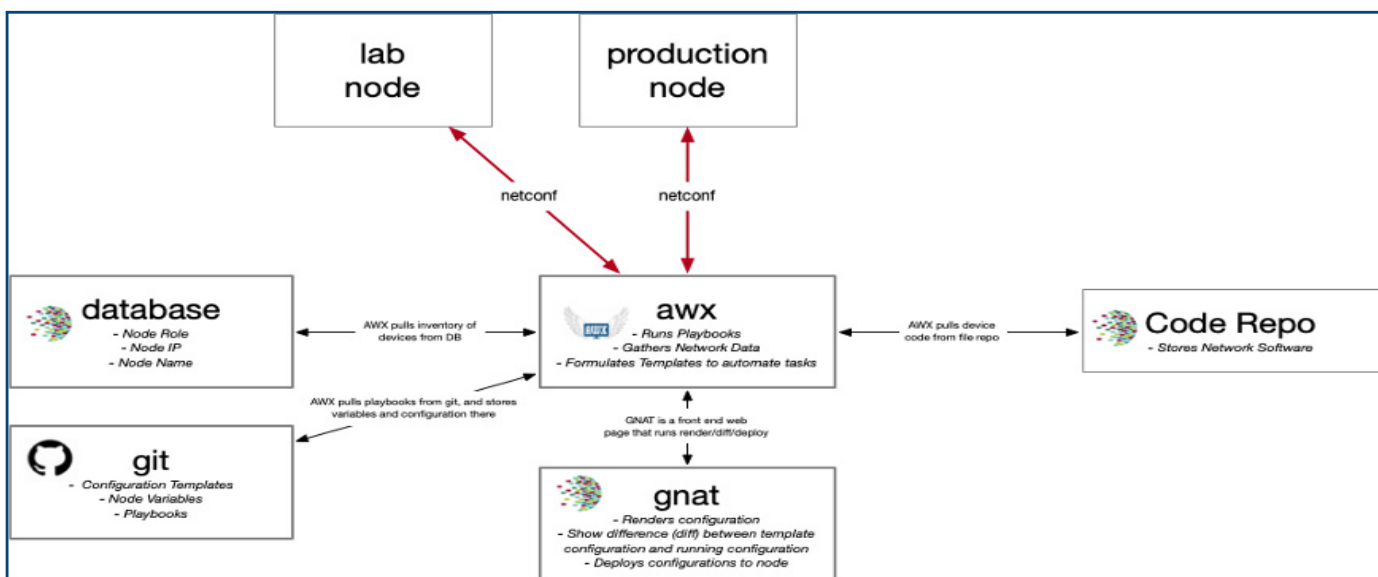 lab
node
production
node
netconf
netconf
database
- Node Role
- Node IP
- Node Name
AWX pulls inventory of
devices from DB
AWX
awx
- Runs Playbooks
- Gathers Network Data
- Formulates Templates to automate tasks
AWX pulls device
code from file repo
Code Repo
- Stores Network Software
AWX pulls playbooks from git, and stores
variables and configuration there
GNAT is a front end web
page that runs render/diff/deploy
git
- Configuration Templates
- Node Variables
- Playbooks
gnat
- Renders configuration
- Show difference (diff) between template
configuration and running configuration
- Deploys configurations to node